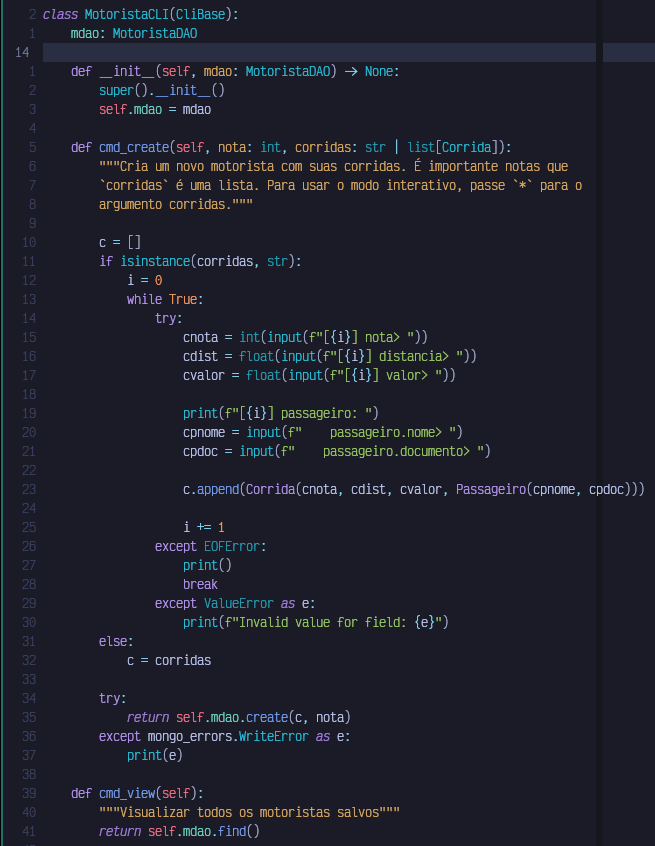 2 class MotoristaCLI(CliBase):
1     mdao: MotoristaDAO
14
1     def __init__(self, mdao: MotoristaDAO) -> None:
2         super().__init__()
3         self.mdao = mdao
4
5     def cmd_create(self, nota: int, corridas: str | list[Corrida]):
6         """Cria um novo motorista com suas corridas. É importante notas que
7         `corridas` é uma lista. Para usar o modo interativo, passe `*` para o
8         argumento corridas."""
9
10         c = []
11         if isinstance(corridas, str):
12             i = 0
13             while True:
14                 try:
15                     cnota = int(input(f"[{i}] nota> "))
16                     cdist = float(input(f"[{i}] distancia> "))
17                     cvalor = float(input(f"[{i}] valor> "))
18
19                     print(f"[{i}] passageiro: ")
20                     cpnome = input(f"    passageiro.nome> ")
21                     cpdoc = input(f"    passageiro.documento> ")
22
23                     c.append(Corrida(cnota, cdist, cvalor, Passageiro(cpnome, cpdoc)))
24
25                     i += 1
26                 except EOFError:
27                     print()
28                     break
29                 except ValueError as e:
30                     print(f"Invalid value for field: {e}")
31         else:
32             c = corridas
33
34         try:
35             return self.mdao.create(c, nota)
36         except mongo_errors.WriteError as e:
37             print(e)
38
39     def cmd_view(self):
40         """Visualizar todos os motoristas salvos"""
41         return self.mdao.find()